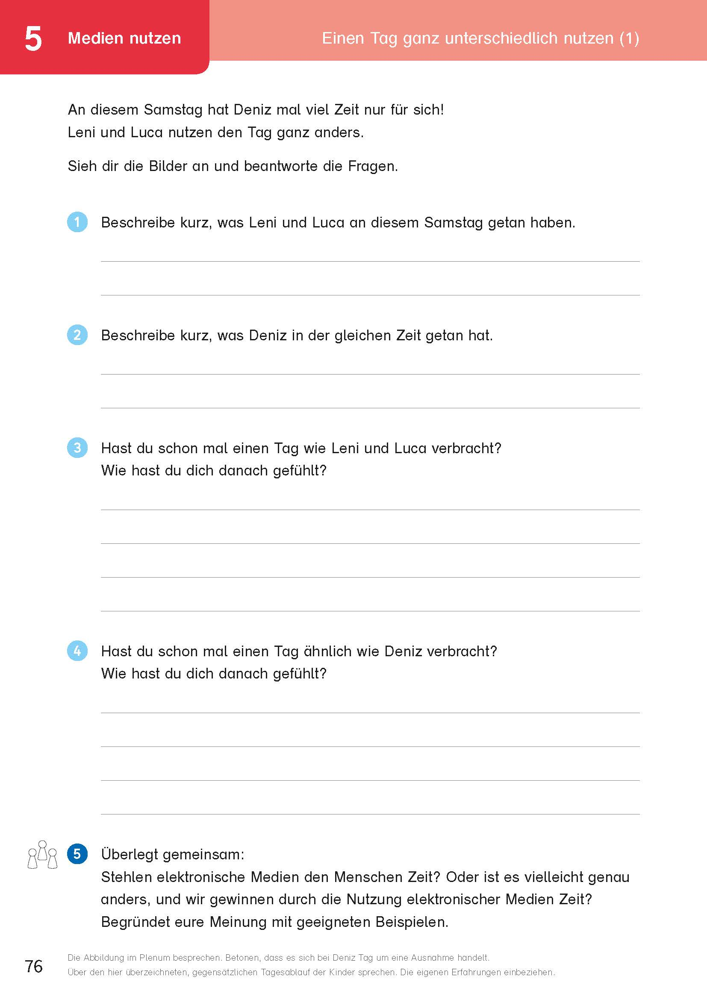 5 Medien nutzen Einen Tag ganz unterschiedlich nutzen (1)
An diesem Samstag hat Deniz mal viel Zeit nur für sich!
Leni und Luca nutzen den Tag ganz anders.
Sieh dir die Bilder an und beantworte die Fragen.
1 Beschreibe kurz, was Leni und Luca an diesem Samstag getan haben.
2 Beschreibe kurz, was Deniz in der gleichen Zeit getan hat.
3 Hast du schon mal einen Tag wie Leni und Luca verbracht?
Wie hast du dich danach gefühlt?
4 Hast du schon mal einen Tag ähnlich wie Deniz verbracht?
Wie hast du dich danach gefühlt?
5 Überlegt gemeinsam:
Stehlen elektronische Medien den Menschen Zeit? Oder ist es vielleicht genau
anders, und wir gewinnen durch die Nutzung elektronischer Medien Zeit?
Begründet eure Meinung mit geeigneten Beispielen.
Die Abbildung im Plenum besprechen. Betonen, dass es sich bei Deniz Tag um eine Ausnahme handelt.
Über den hier überzeichneten, gegensätzlichen Tagesablauf der Kinder sprechen. Die eigenen Erfahrungen einbeziehen.
76